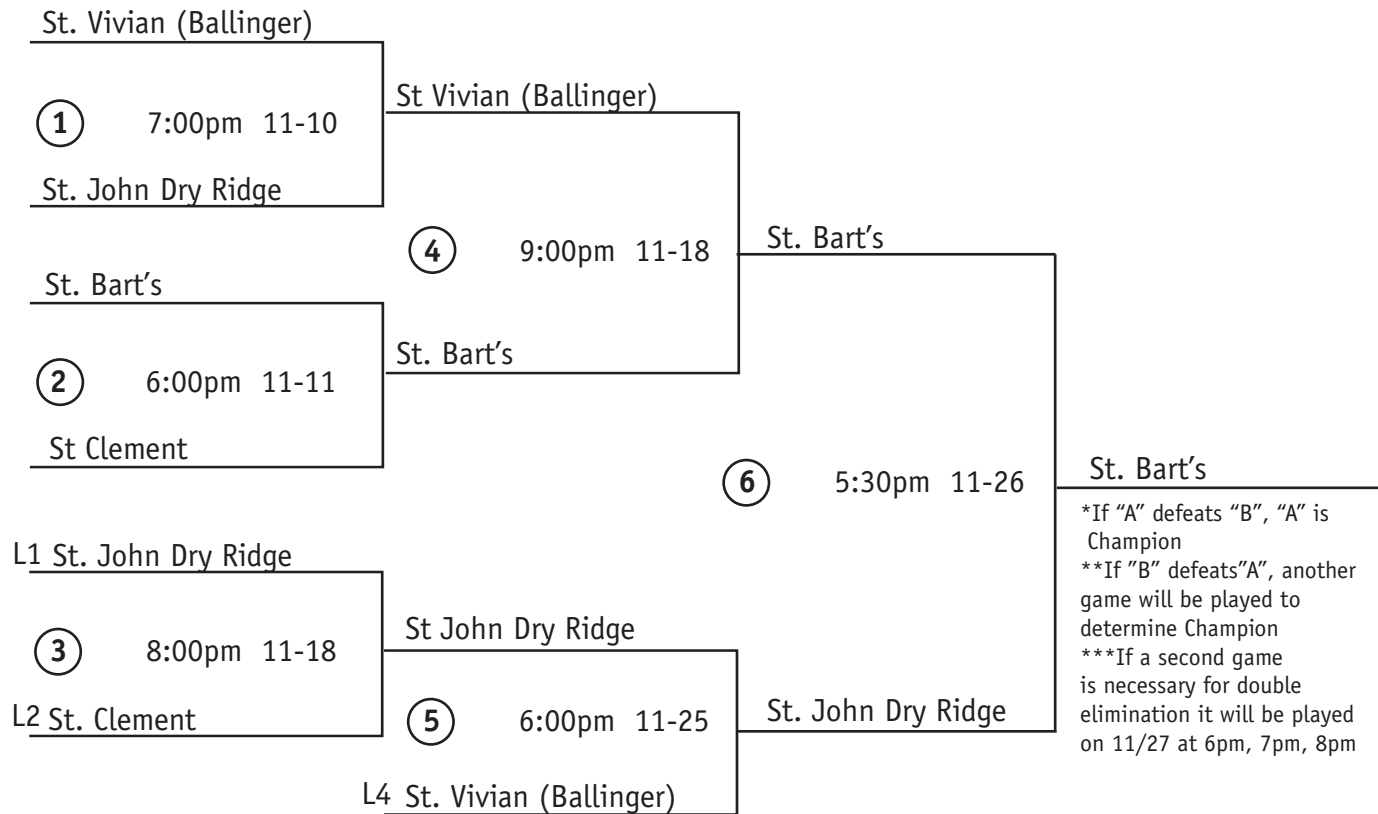 St. Vivian (Ballinger)
1 7:00pm 11-10
St. John Dry Ridge
St Vivian (Ballinger)
4 9:00pm 11-18
St. Bart's
2 6:00pm 11-11
St Clement
St. Bart's
St. Bart's
6 5:30pm 11-26
St. Bart's
*If “A” defeats “B”, “A” is
Champion
**If ”B” defeats”A”, another
game will be played to
determine Champion
***If a second game
is necessary for double
elimination it will be played
on 11/27 at 6pm, 7pm, 8pm
L1 St. John Dry Ridge
3 8:00pm 11-18
L2 St. Clement
St John Dry Ridge
5 6:00pm 11-25
L4 St. Vivian (Ballinger)
St. John Dry Ridge